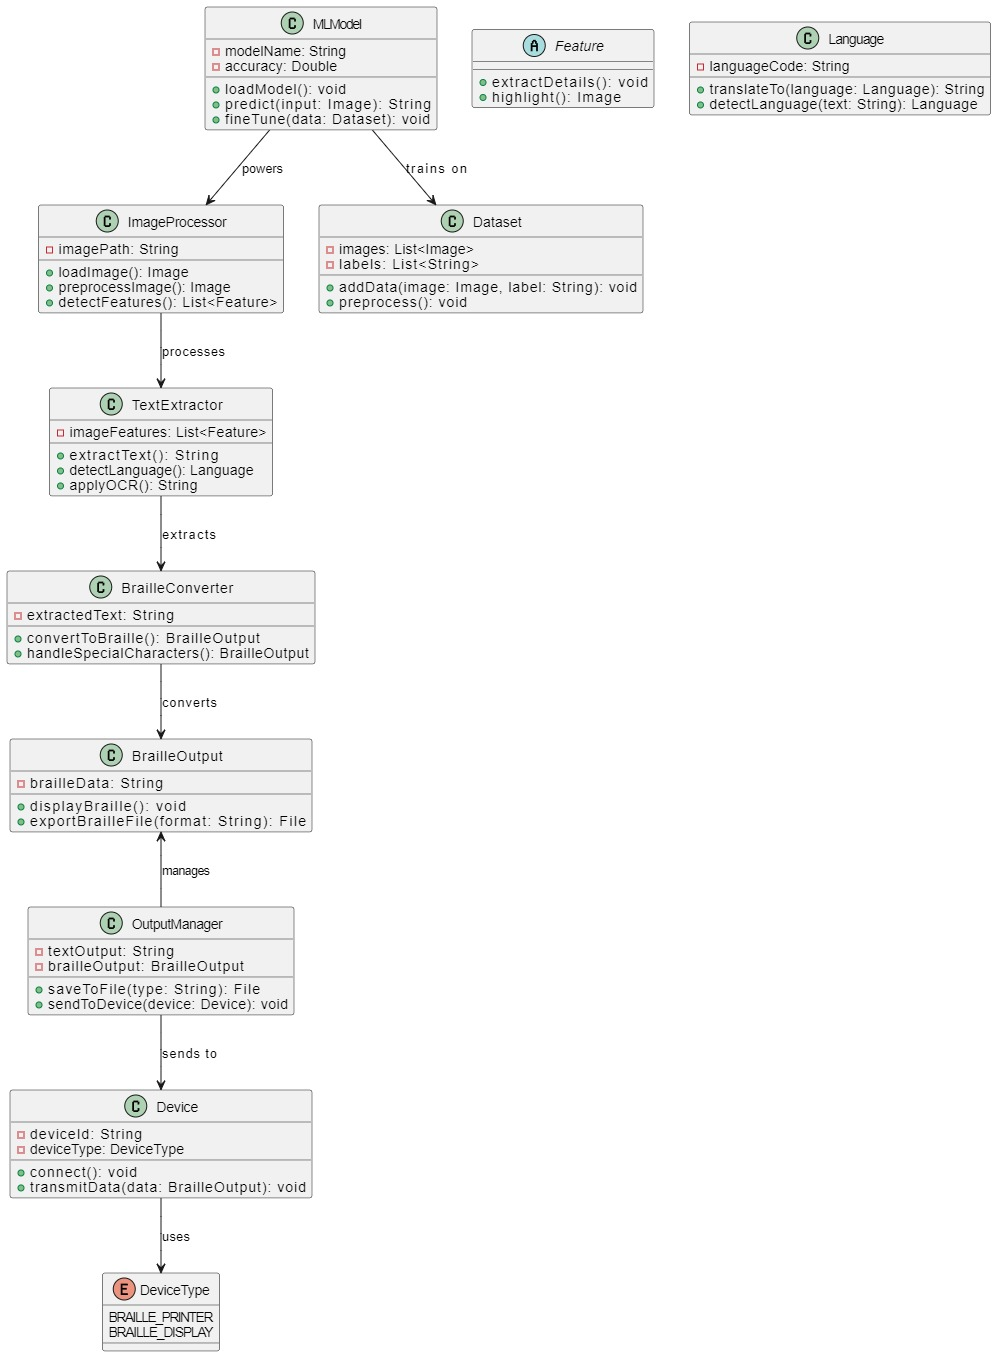 C MLModel
modelName: String
accuracy: Double
loadModel(): void
predict(input: Image): String
fineTune(data: Dataset): void
A Feature
extractDetails(): void
highlight(): Image
C Language
languageCode: String
translateTo(language: Language): String
detectLanguage(text: String): Language
powers
trains on
C ImageProcessor
imagePath: String
loadImage(): Image
preprocessImage(): Image
detectFeatures(): List<Feature>
C Dataset
images: List<Image>
labels: List<String>
addData(image: Image, label: String): void
preprocess(): void
processes
C TextExtractor
imageFeatures: List<Feature>
extractText(): String
detectLanguage(): Language
applyOCR(): String
extracts
C BrailleConverter
extractedText: String
convertToBraille(): BrailleOutput
handleSpecialCharacters(): BrailleOutput
converts
C BrailleOutput
brailleData: String
displayBraille(): void
exportBrailleFile(format: String): File
manages
C OutputManager
textOutput: String
brailleOutput: BrailleOutput
saveToFile(type: String): File
sendToDevice(device: Device): void
sends to
C Device
deviceId: String
deviceType: DeviceType
connect(): void
transmitData(data: BrailleOutput): void
uses
E DeviceType
BRAILLE_PRINTER
BRAILLE_DISPLAY